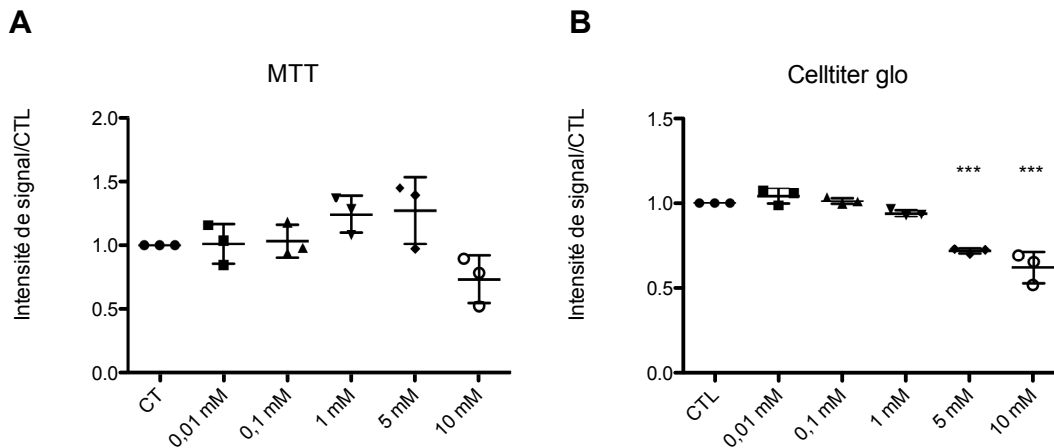 A
MTT
Intensité de signal/CTL
2.0
1.5
1.0
0.5
0.0
CT
0,01 mM
0,1 mM
1 mM
5 mM
10 mM
B
Celltiter glo
Intensité de signal/CTL
1.5
1.0
0.5
0.0
***
***
CTL
0,01 mM
0,1 mM
1 mM
5 mM
10 mM